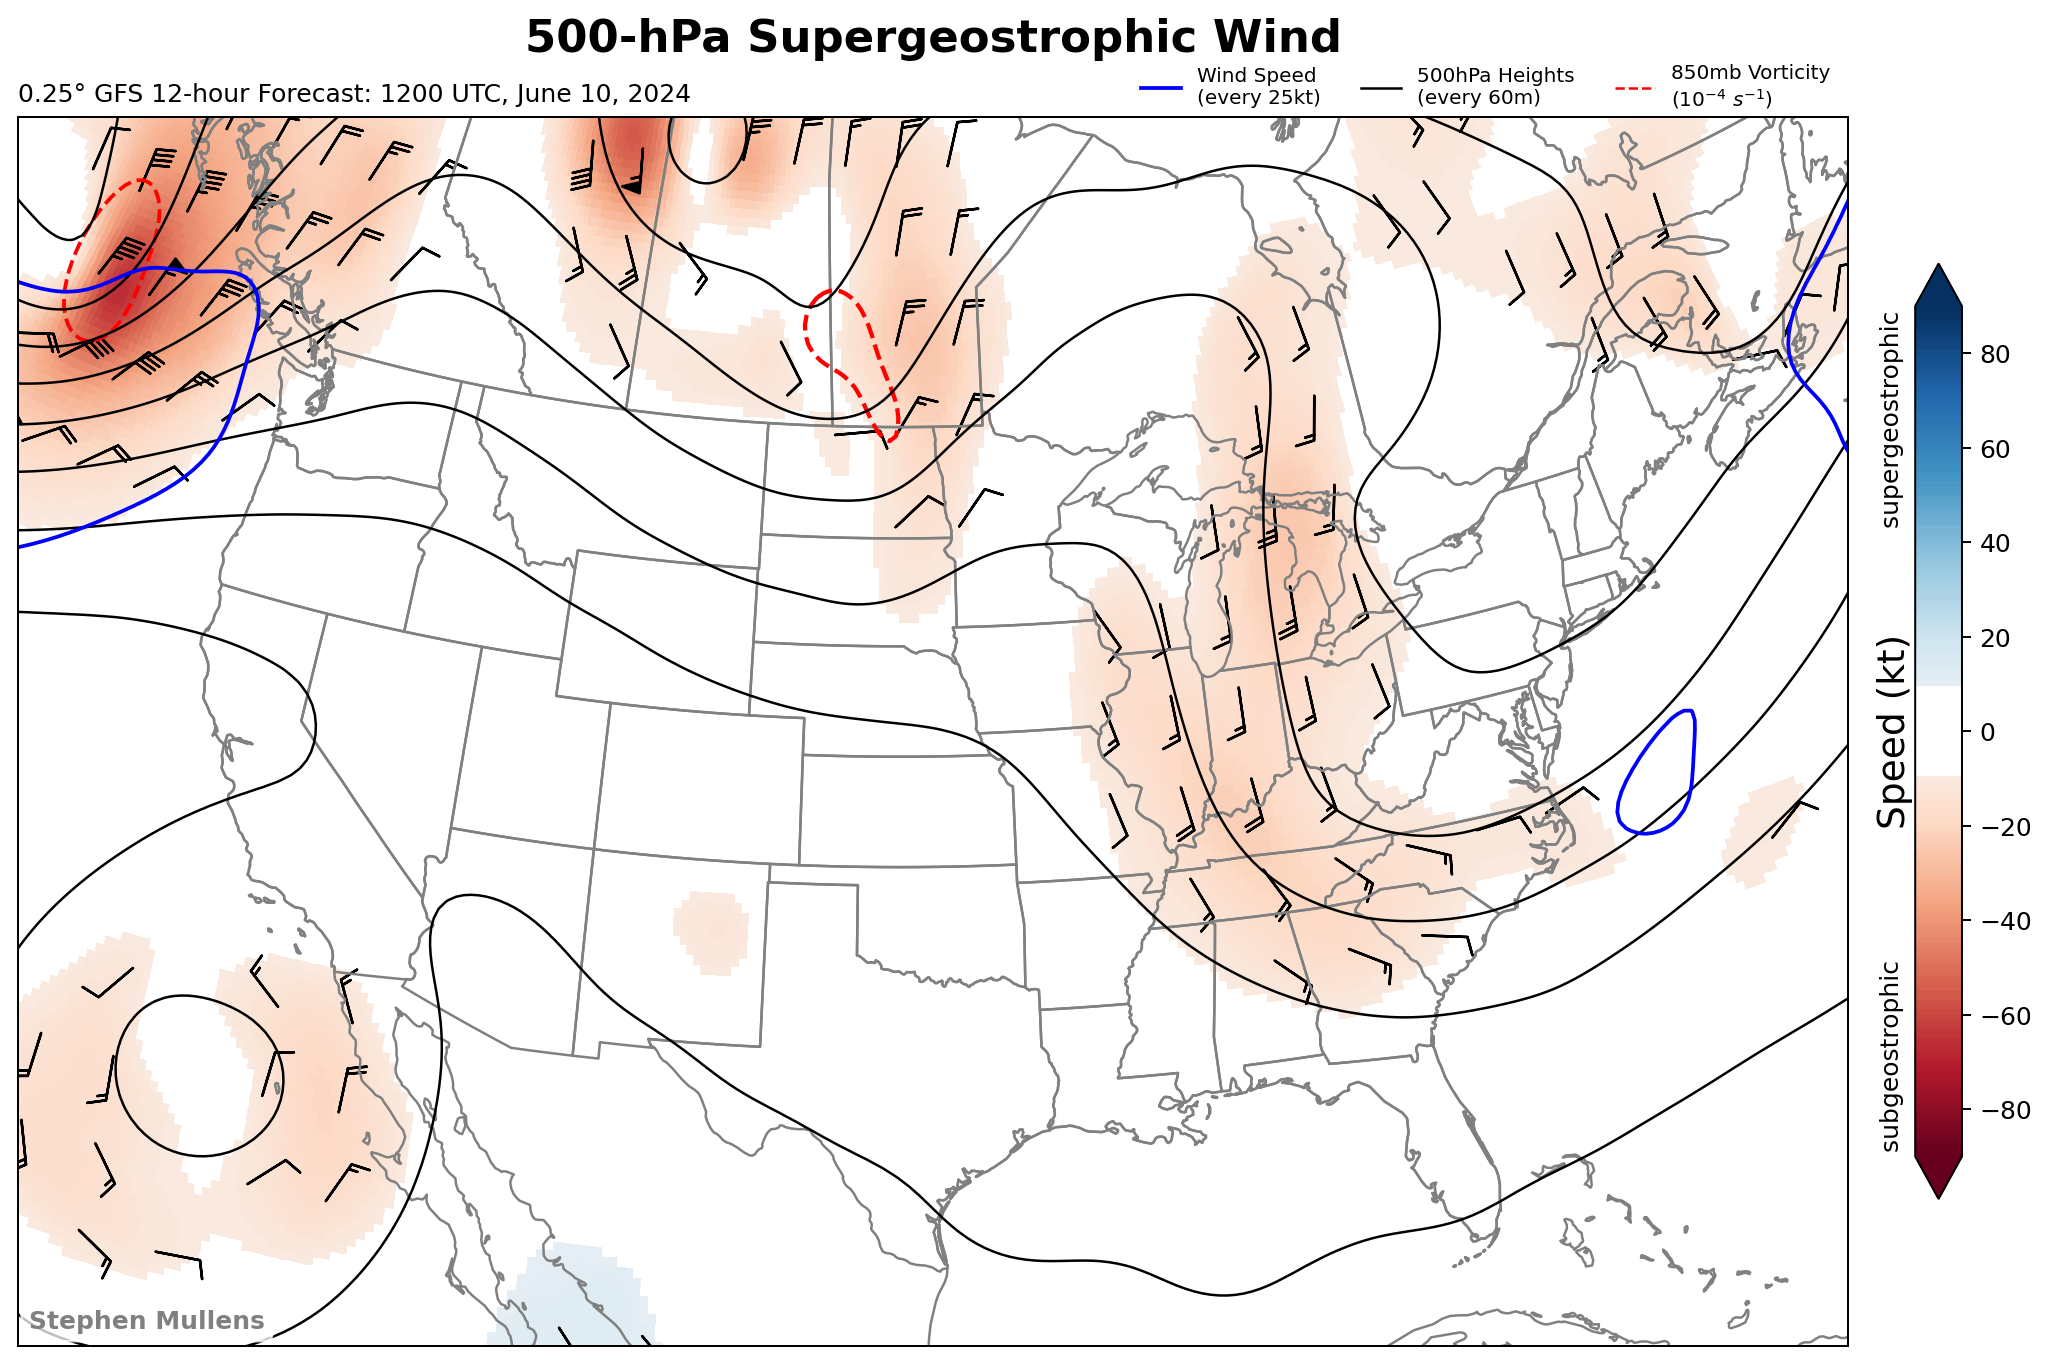 500-hPa Supergeostrophic Wind
0.25° GFS 12-hour Forecast: 1200 UTC, June 10, 2024
Wind Speed
(every 25kt)
500hPa Heights
(every 60m)
850mb Vorticity
(10⁻⁴ s⁻¹)
supergeostrophic
Speed (kt)
subgeostrophic
80
60
40
20
0
−20
−40
−60
−80
Stephen Mullens